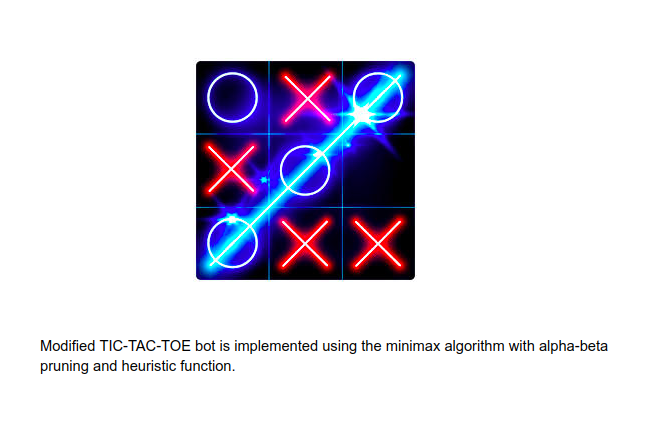 Modified TIC-TAC-TOE bot is implemented using the minimax algorithm with alpha-beta
pruning and heuristic function.